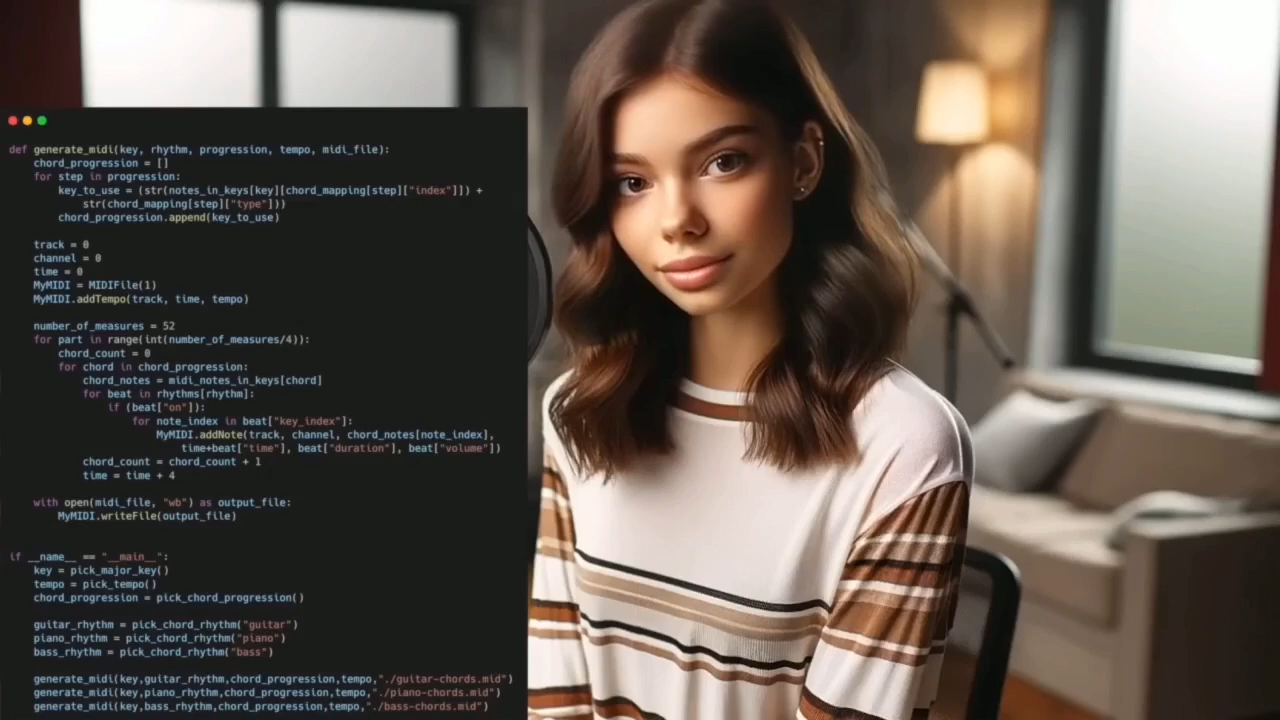 def generate_midi(key, rhythm, progression, tempo, midi_file):
    chord_progression = []
    for step in progression:
        key_to_use = (str(notes_in_keys[key][chord_mapping[step]["index"]]) +
            str(chord_mapping[step]["type"]))
        chord_progression.append(key_to_use)

    track = 0
    channel = 0
    time = 0
    MyMIDI = MIDIFile(1)
    MyMIDI.addTempo(track, time, tempo)

    number_of_measures = 52
    for part in range(int(number_of_measures/4)):
        chord_count = 0
        for chord in chord_progression:
            chord_notes = midi_notes_in_keys[chord]
            for beat in rhythms[rhythm]:
                if (beat["on"]):
                    for note_index in beat["key_index"]:
                        MyMIDI.addNote(track, channel, chord_notes[note_index],
                            time+beat["time"], beat["duration"], beat["volume"])
            chord_count = chord_count + 1
            time = time + 4

    with open(midi_file, "wb") as output_file:
        MyMIDI.writeFile(output_file)

if __name__ == "__main__":
    key = pick_major_key()
    tempo = pick_tempo()
    chord_progression = pick_chord_progression()

    guitar_rhythm = pick_chord_rhythm("guitar")
    piano_rhythm = pick_chord_rhythm("piano")
    bass_rhythm = pick_chord_rhythm("bass")

    generate_midi(key,guitar_rhythm,chord_progression,tempo,"./guitar-chords.mid")
    generate_midi(key,piano_rhythm,chord_progression,tempo,"./piano-chords.mid")
    generate_midi(key,bass_rhythm,chord_progression,tempo,"./bass-chords.mid")